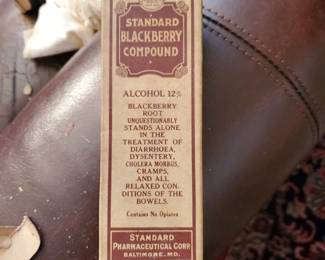 STANDARD
BLACKBERRY
COMPOUND
ALCOHOL 12%
BLACKBERRY
ROOT
UNQUESTIONABLY
STANDS ALONE
IN THE
TREATMENT OF
DIARRHOEA,
DYSENTERY,
CHOLERA MORBUS,
CRAMPS,
AND ALL
RELAXED CON-
DITIONS OF THE
BOWELS.
Contains No Opiates
STANDARD
PHARMACEUTICAL CORP.
BALTIMORE, MD.